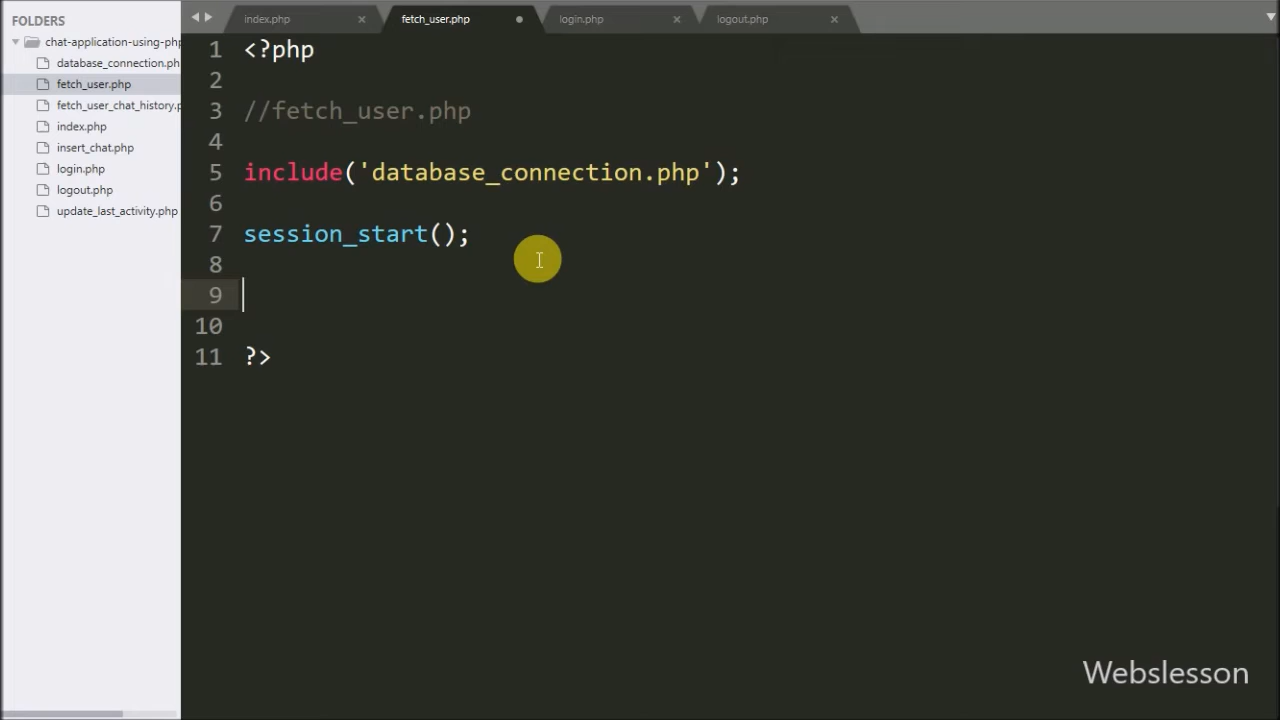 FOLDERS
chat-application-using-php
database_connection.ph
fetch_user.php
fetch_user_chat_history.p
index.php
insert_chat.php
login.php
logout.php
update_last_activity.php
index.php
fetch_user.php
login.php
logout.php
1 <?php
2
3 //fetch_user.php
4
5 include('database_connection.php');
6
7 session_start();
8
9
10
11 ?>
Webslesson